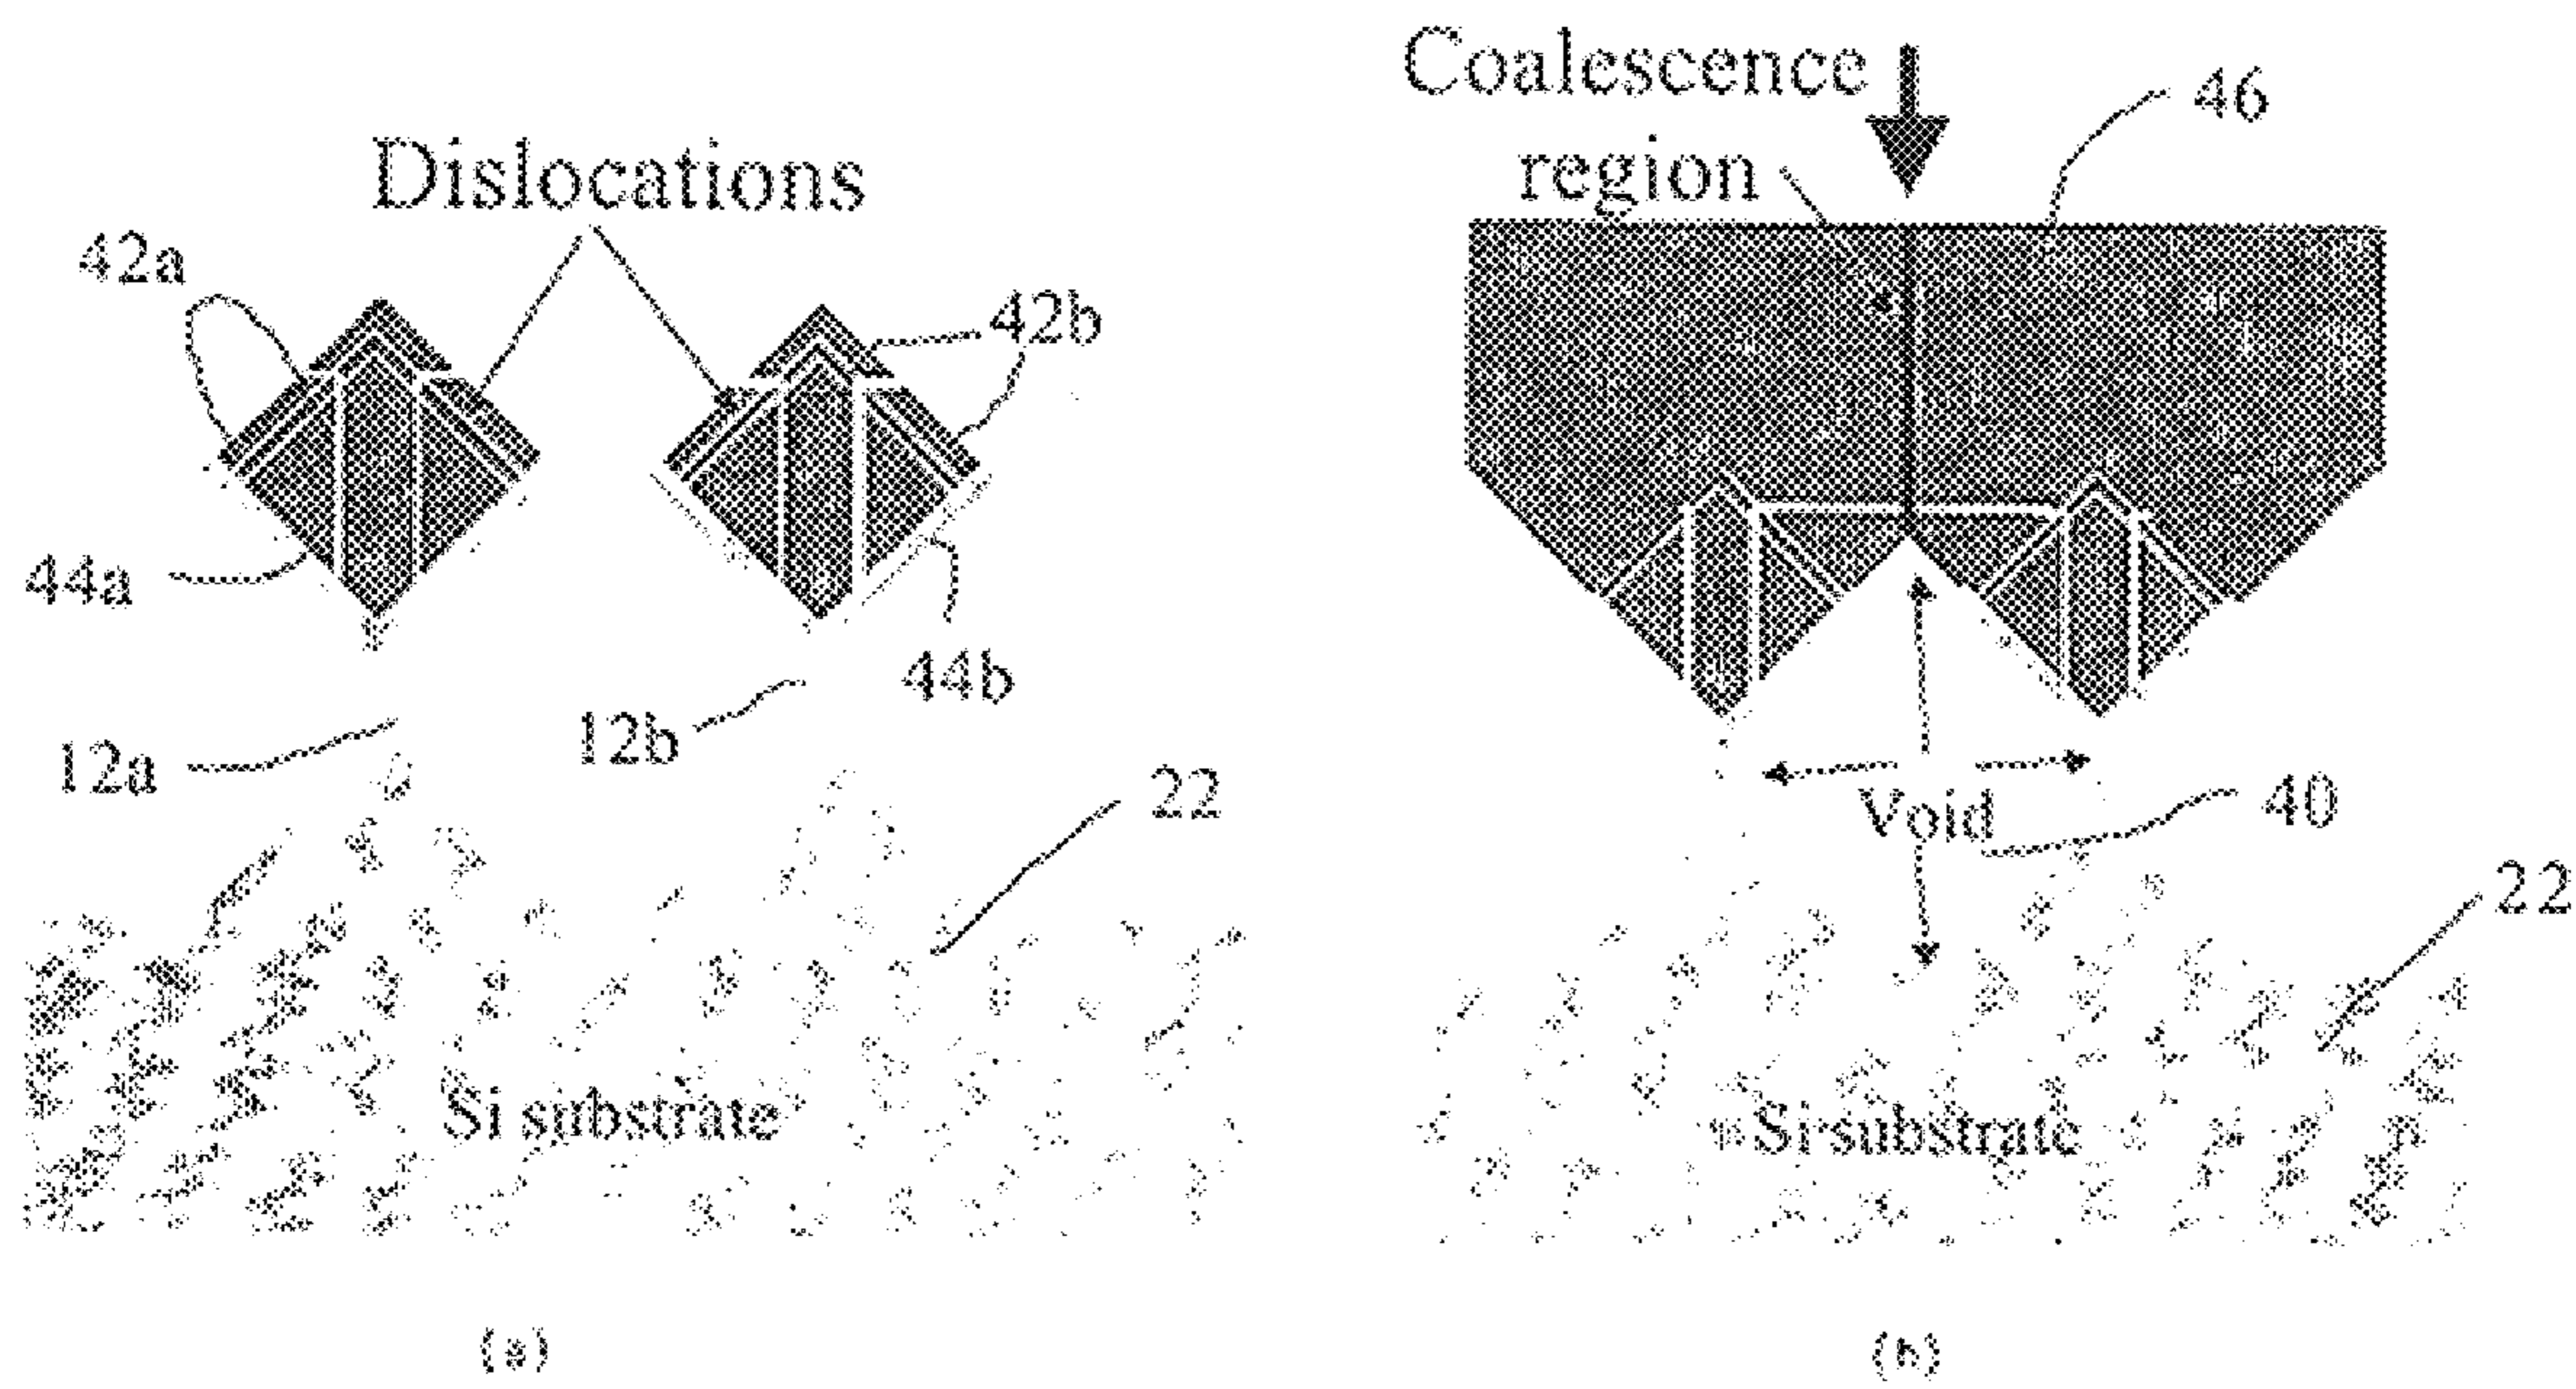 Dislocations
42a
42b
44a
44b
12a
12b
22
Si substrate
(a)
Coalescence
region
46
Void
40
22
Si substrate
(b)